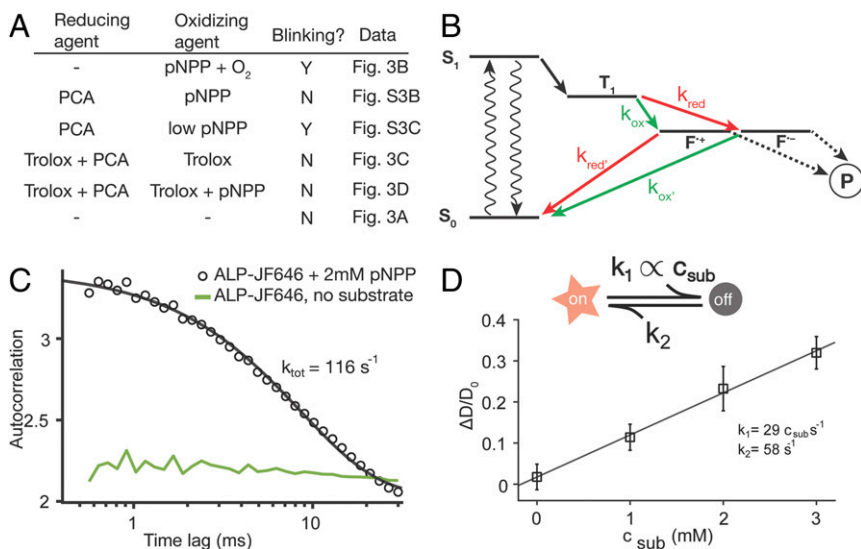 A
Reducing agent Oxidizing agent Blinking? Data
- pNPP + O2 Y Fig. 3B
PCA pNPP N Fig. S3B
PCA low pNPP Y Fig. S3C
Trolox + PCA Trolox N Fig. 3C
Trolox + PCA Trolox + pNPP N Fig. 3D
- - N Fig. 3A
B
S1
T1
kred
kox
F·+
F·−
kred'
kox'
P
S0
C
ALP-JF646 + 2mM pNPP
ALP-JF646, no substrate
ktot = 116 s-1
Autocorrelation
3
2.5
2
1
10
Time lag (ms)
D
on
k1 ∝ csub
off
k2
ΔD/D0
0.4
0.3
0.2
0.1
0
k1= 29 csub s-1
k2= 58 s-1
0 1 2 3
c sub (mM)